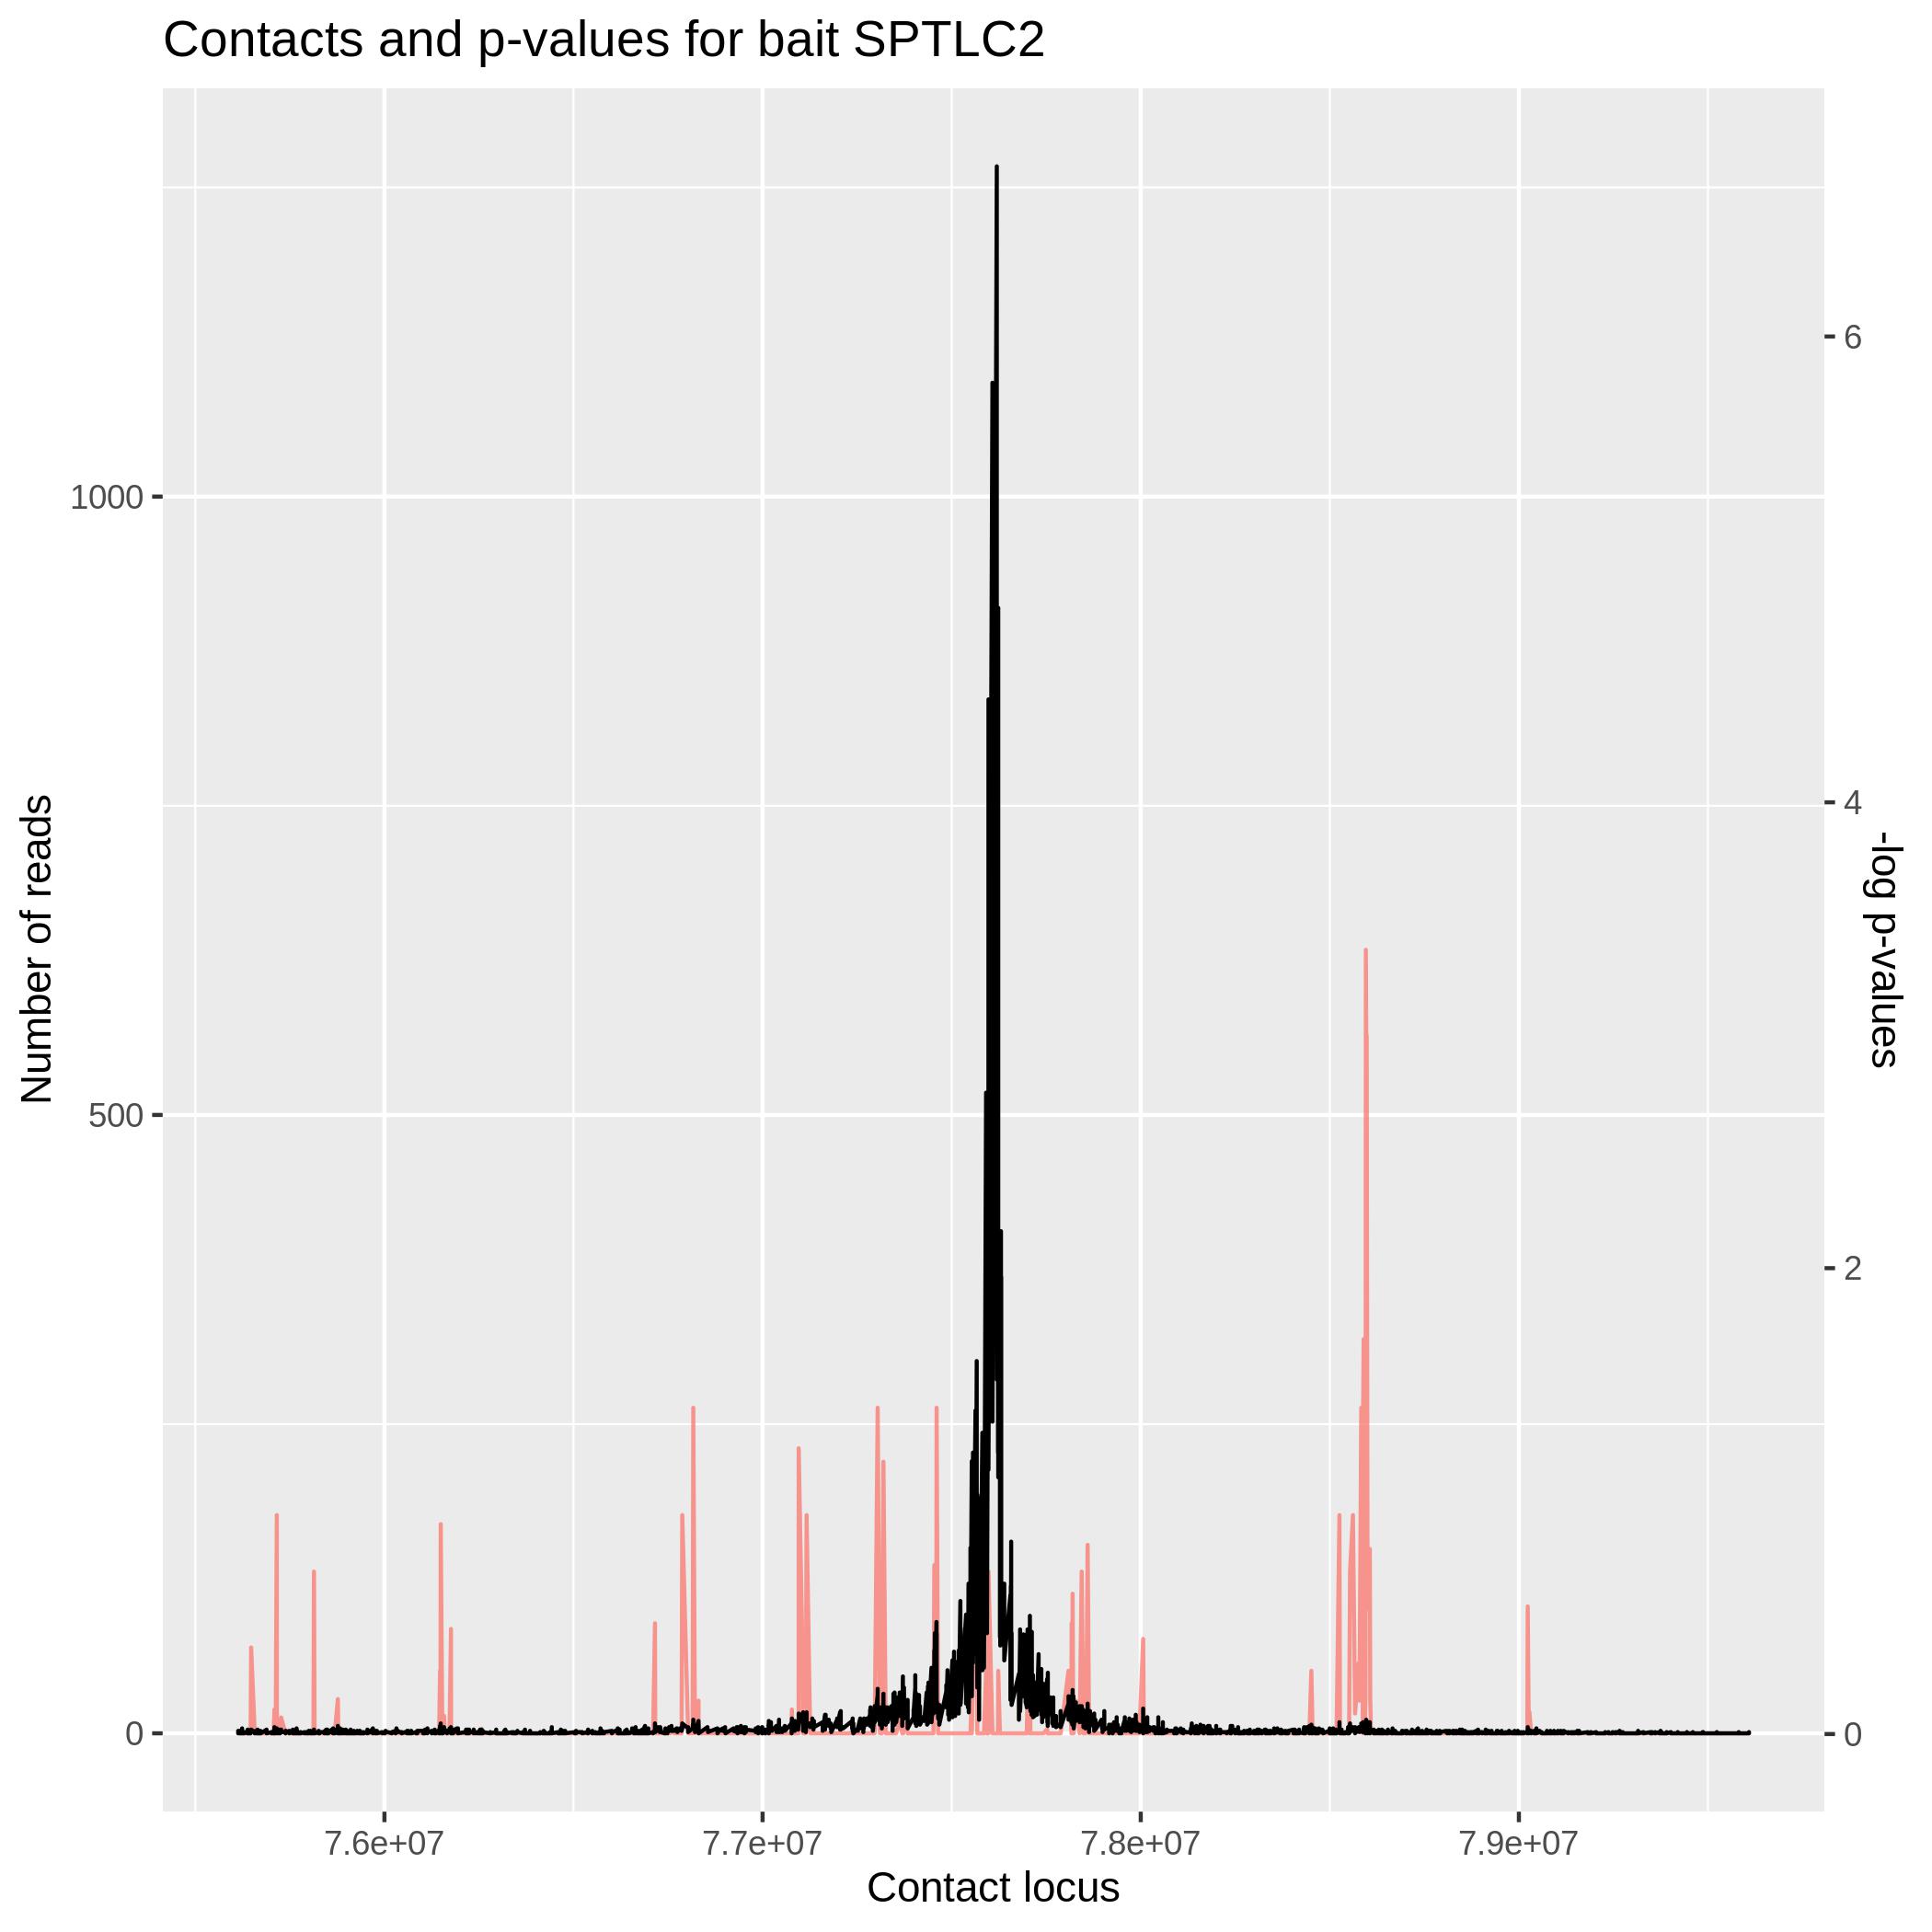 Contacts and p-values for bait SPTLC2
Number of reads
1000
500
0
6
4
2
0
-log p-values
7.6e+07
7.7e+07
7.8e+07
7.9e+07
Contact locus